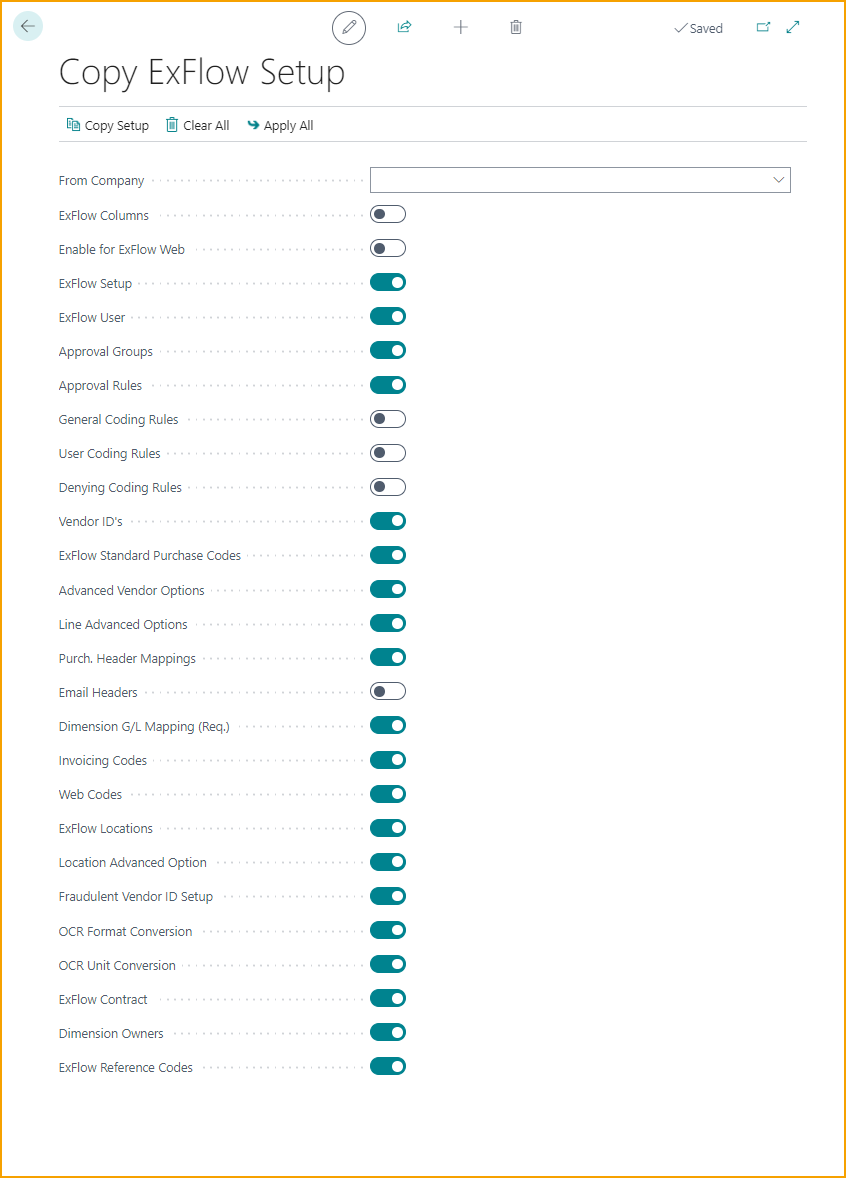 Saved
Copy ExFlow Setup
Copy Setup Clear All Apply All
From Company
ExFlow Columns
Enable for ExFlow Web
ExFlow Setup
ExFlow User
Approval Groups
Approval Rules
General Coding Rules
User Coding Rules
Denying Coding Rules
Vendor ID's
ExFlow Standard Purchase Codes
Advanced Vendor Options
Line Advanced Options
Purch. Header Mappings
Email Headers
Dimension G/L Mapping (Req.)
Invoicing Codes
Web Codes
ExFlow Locations
Location Advanced Option
Fraudulent Vendor ID Setup
OCR Format Conversion
OCR Unit Conversion
ExFlow Contract
Dimension Owners
ExFlow Reference Codes